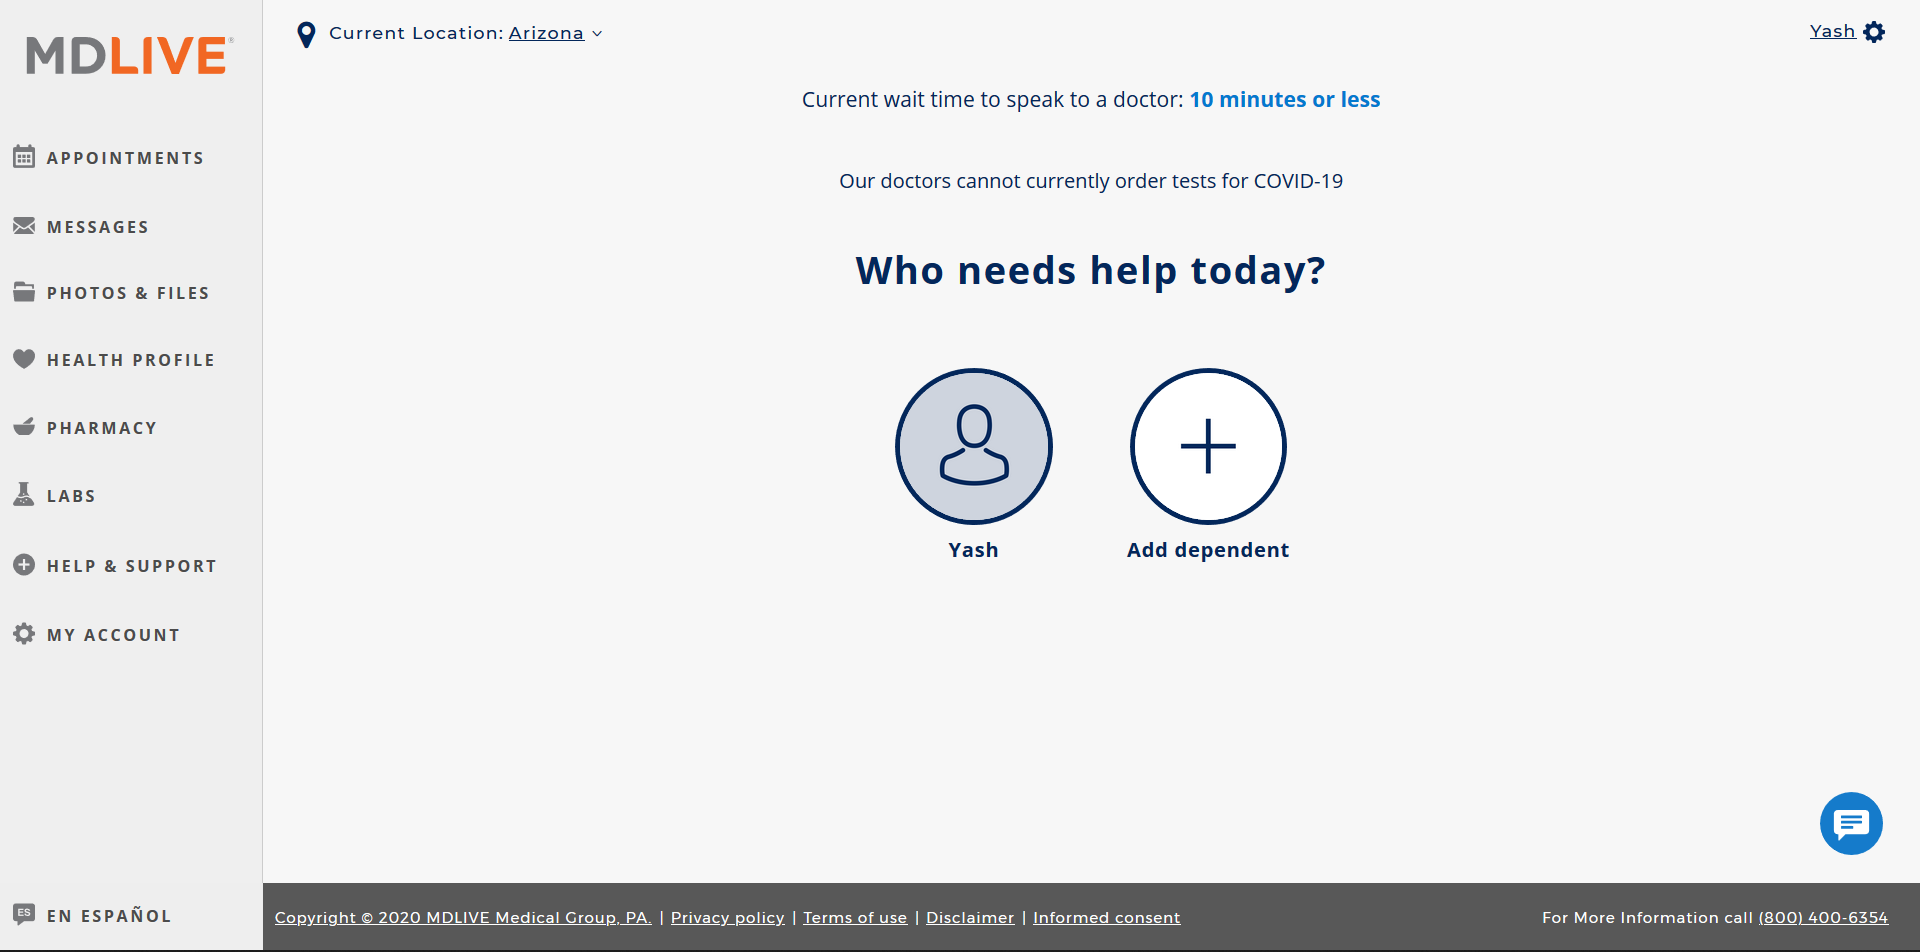 MDLIVE®
Current Location: Arizona
Yash
Current wait time to speak to a doctor: 10 minutes or less
Our doctors cannot currently order tests for COVID-19
Who needs help today?
Yash
Add dependent
APPOINTMENTS
MESSAGES
PHOTOS & FILES
HEALTH PROFILE
PHARMACY
LABS
HELP & SUPPORT
MY ACCOUNT
ES EN ESPAÑOL
Copyright © 2020 MDLIVE Medical Group, PA. | Privacy policy | Terms of use | Disclaimer | Informed consent
For More Information call (800) 400-6354